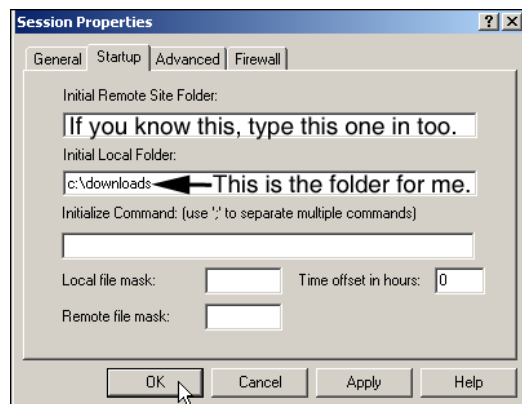 Session Properties
? X
General Startup Advanced Firewall
Initial Remote Site Folder:
If you know this, type this one in too.
Initial Local Folder:
c:\downloads This is the folder for me.
Initialize Command: (use ';' to separate multiple commands)
Local file mask: Time offset in hours: 0
Remote file mask:
OK Cancel Apply Help